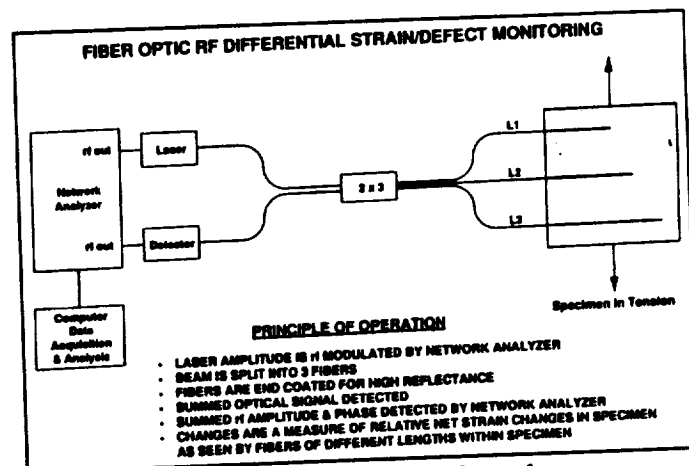 FIBER OPTIC RF DIFFERENTIAL STRAIN/DEFECT MONITORING
rf out
Laser
Network
Analyzer
rf out
Detector
2 x 3
L1
L2
L3
Computer
Data
Acquisition
& Analysis
Specimen in Tension
PRINCIPLE OF OPERATION
• LASER AMPLITUDE IS rf MODULATED BY NETWORK ANALYZER
• BEAM IS SPLIT INTO 3 FIBERS
• FIBERS ARE END COATED FOR HIGH REFLECTANCE
• SUMMED OPTICAL SIGNAL DETECTED
• SUMMED rf AMPLITUDE & PHASE DETECTED BY NETWORK ANALYZER
• CHANGES ARE A MEASURE OF RELATIVE NET STRAIN CHANGES IN SPECIMEN
AS SEEN BY FIBERS OF DIFFERENT LENGTHS WITHIN SPECIMEN